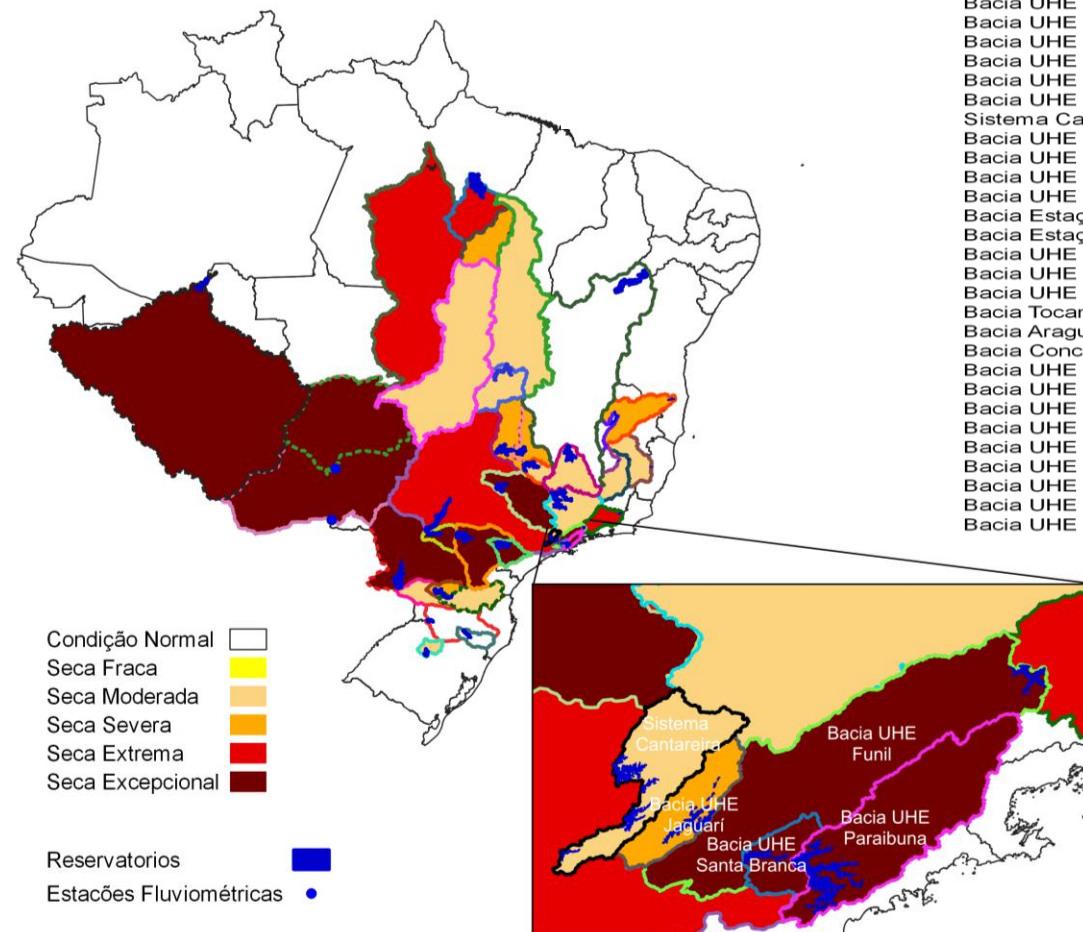 Bacia UHE
Bacia UHE
Bacia UHE
Bacia UHE
Bacia UHE
Bacia UHE
Sistema Ca
Bacia UHE
Bacia UHE
Bacia UHE
Bacia UHE
Bacia Estaç
Bacia Estaç
Bacia UHE
Bacia UHE
Bacia UHE
Bacia Tocar
Bacia Aragu
Bacia Conc
Bacia UHE
Bacia UHE
Bacia UHE
Bacia UHE
Bacia UHE
Bacia UHE
Bacia UHE
Bacia UHE
Bacia UHE
Condição Normal
Seca Fraca
Seca Moderada
Seca Severa
Seca Extrema
Seca Excepcional
Reservatorios
Estacões Fluviométricas
Sistema
Cantareira
Bacia UHE
Jaguarí
Bacia UHE
Santa Branca
Bacia UHE
Funil
Bacia UHE
Paraibuna